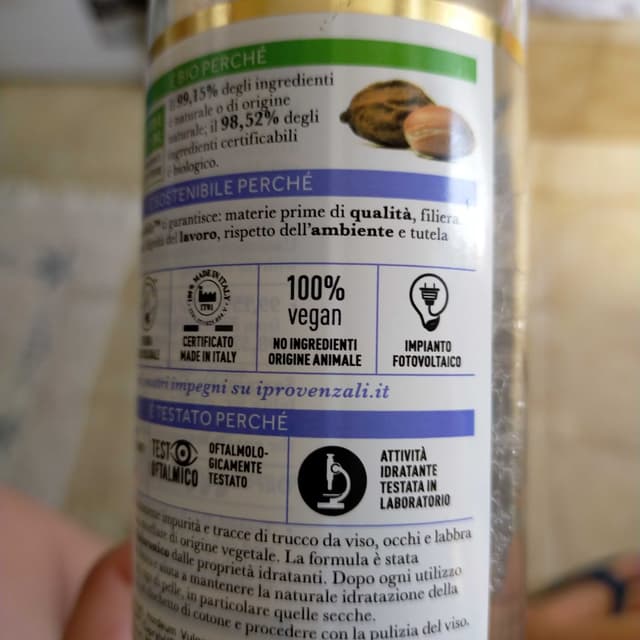 È BIO PERCHÉ
99,15% degli ingredienti
naturale o di origine
naturale; il 98,52% degli
ingredienti certificabili
biologico.
SOSTENIBILE PERCHÉ
garantisce: materie prime di qualità, filiera
del lavoro, rispetto dell'ambiente e tutela
100% MADE IN ITALY
CERTIFICATO
MADE IN ITALY
100%
vegan
NO INGREDIENTI
ORIGINE ANIMALE
IMPIANTO
FOTOVOLTAICO
nostri impegni su iprovenzali.it
È TESTATO PERCHÉ
TEST
OFTALMICO
OFTALMOLO-
GICAMENTE
TESTATO
ATTIVITÀ
IDRATANTE
TESTATA IN
LABORATORIO
impurità e tracce di trucco da viso, occhi e labbra
di origine vegetale. La formula è stata
dalle proprietà idratanti. Dopo ogni utilizzo
aiuta a mantenere la naturale idratazione della
di pelle, in particolare quelle secche.
di cotone e procedere con la pulizia del viso.